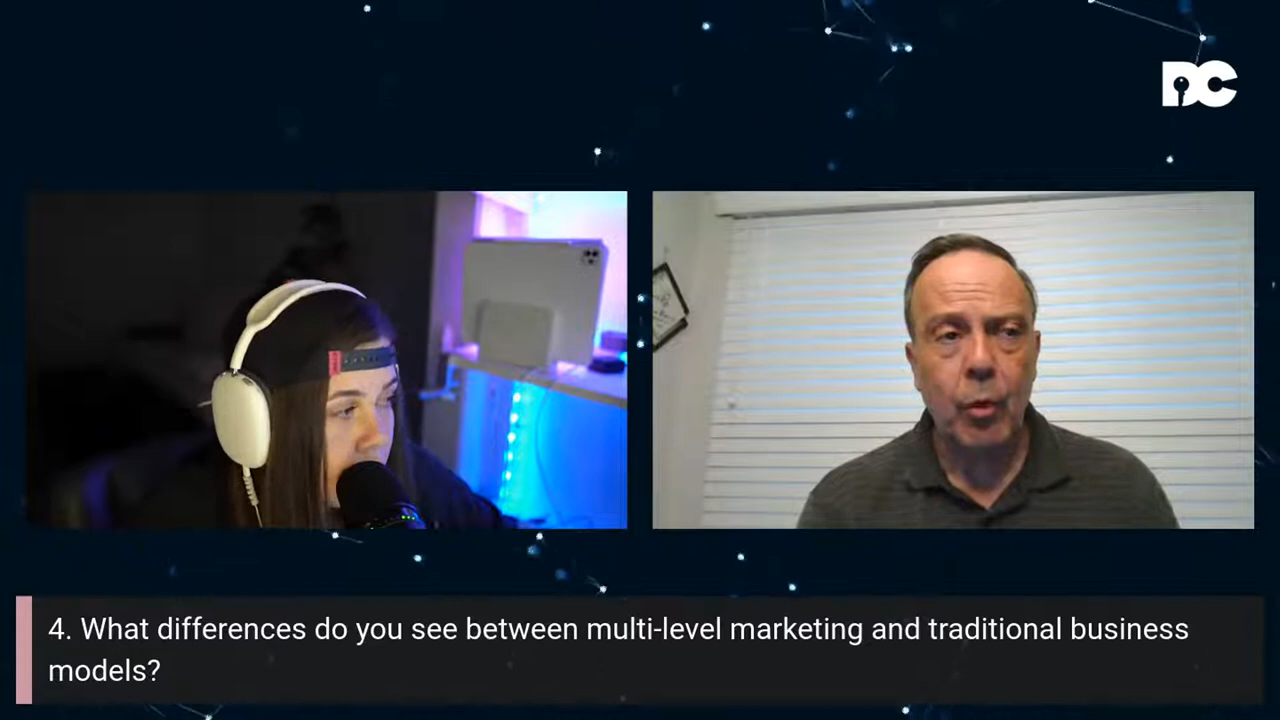 DC
4. What differences do you see between multi-level marketing and traditional business
models?